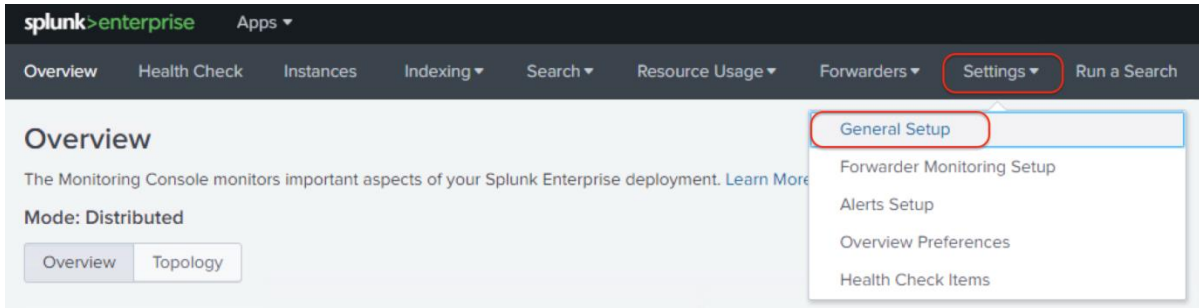 splunk>enterprise Apps
Overview Health Check Instances Indexing Search Resource Usage Forwarders Settings Run a Search
Overview
The Monitoring Console monitors important aspects of your Splunk Enterprise deployment. Learn More
Mode: Distributed
Overview Topology
General Setup
Forwarder Monitoring Setup
Alerts Setup
Overview Preferences
Health Check Items